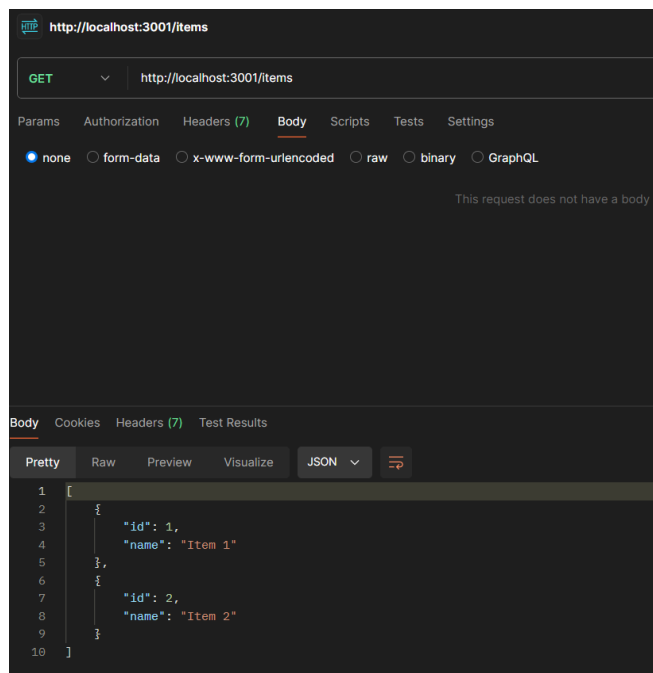 HTTP http://localhost:3001/items
GET http://localhost:3001/items
Params Authorization Headers (7) Body Scripts Tests Settings
none form-data x-www-form-urlencoded raw binary GraphQL
This request does not have a body
Body Cookies Headers (7) Test Results
Pretty Raw Preview Visualize JSON
1 [
2 {
3 "id": 1,
4 "name": "Item 1"
5 },
6 {
7 "id": 2,
8 "name": "Item 2"
9 }
10 ]